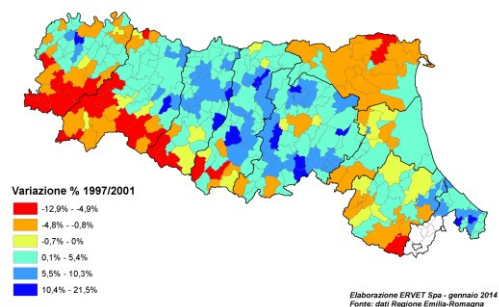 Variazione % 1997/2001
-12,9% - -4,9%
-4,8% - -0,8%
-0,7% - 0%
0,1% - 5,4%
5,5% - 10,3%
10,4% - 21,5%
Elaborazione ERVET Spa - gennaio 2014
Fonte: dati Regione Emilia-Romagna